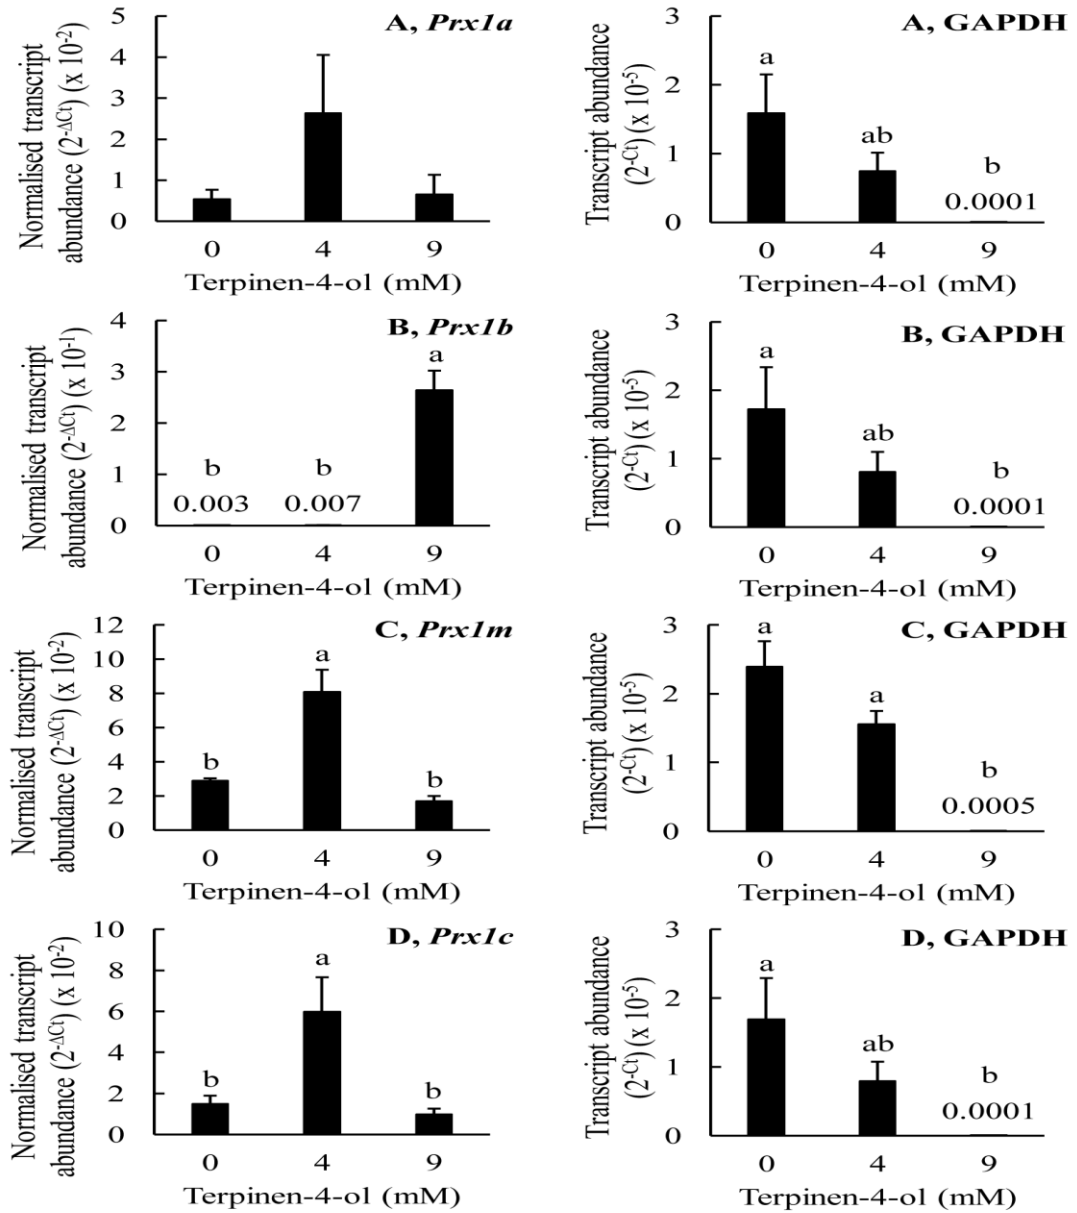 A, Prx1a
Normalised transcript
abundance (2-ΔCt) (x 10-2)
5
4
3
2
1
0
0 4 9
Terpinen-4-ol (mM)
A, GAPDH
Transcript abundance
(2-Ct) (x 10-5)
3
2
1
0
a
ab
b
0.0001
0 4 9
Terpinen-4-ol (mM)
B, Prx1b
Normalised transcript
abundance (2-ΔCt) (x 10-1)
4
3
2
1
0
a
b b
0.003 0.007
0 4 9
Terpinen-4-ol (mM)
B, GAPDH
Transcript abundance
(2-Ct) (x 10-5)
3
2
1
0
a
ab
b
0.0001
0 4 9
Terpinen-4-ol (mM)
C, Prx1m
Normalised transcript
abundance (2-ΔCt) (x 10-2)
12
10
8
6
4
2
0
a
b
b
0 4 9
Terpinen-4-ol (mM)
C, GAPDH
Transcript abundance
(2-Ct) (x 10-5)
3
2
1
0
a
a
b
0.0005
0 4 9
Terpinen-4-ol (mM)
D, Prx1c
Normalised transcript
abundance (2-ΔCt) (x 10-2)
10
8
6
4
2
0
a
b
b
0 4 9
Terpinen-4-ol (mM)
D, GAPDH
Transcript abundance
(2-Ct) (x 10-5)
3
2
1
0
a
ab
b
0.0001
0 4 9
Terpinen-4-ol (mM)